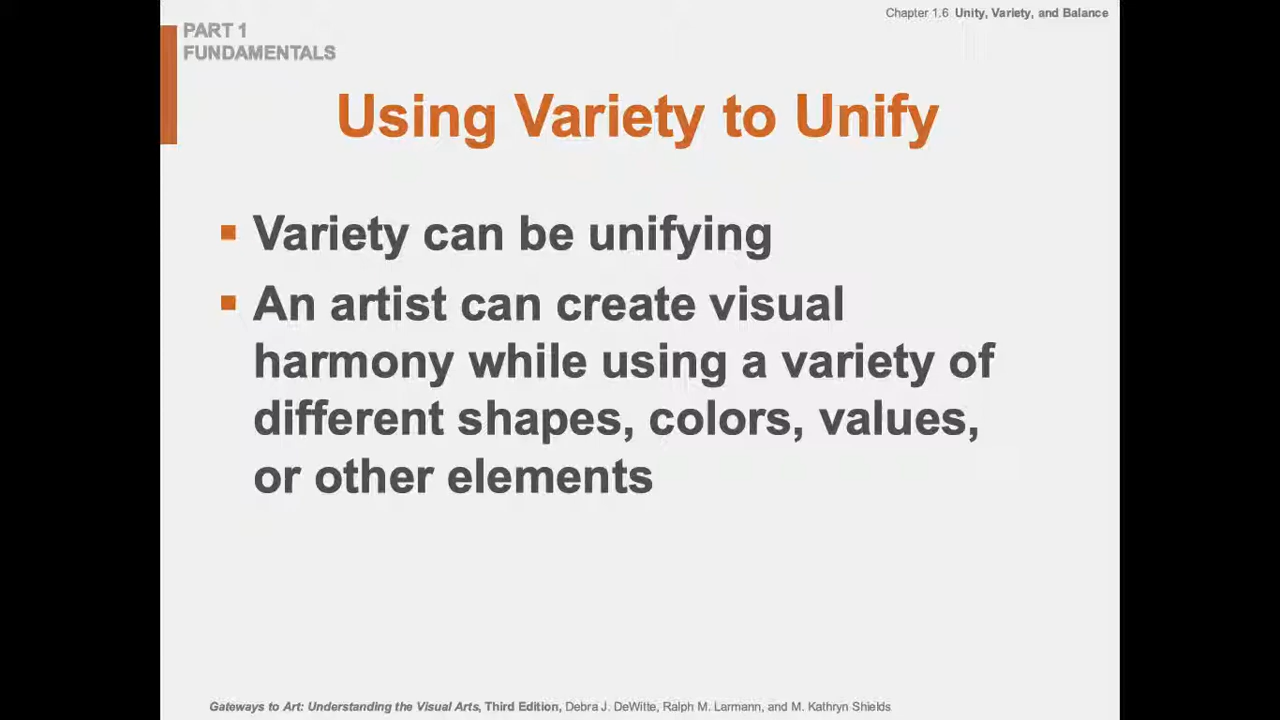 Chapter 1.6 Unity, Variety, and Balance
PART 1
FUNDAMENTALS
Using Variety to Unify
Variety can be unifying
An artist can create visual
harmony while using a variety of
different shapes, colors, values,
or other elements
Gateways to Art: Understanding the Visual Arts, Third Edition, Debra J. DeWitte, Ralph M. Larmann, and M. Kathryn Shields